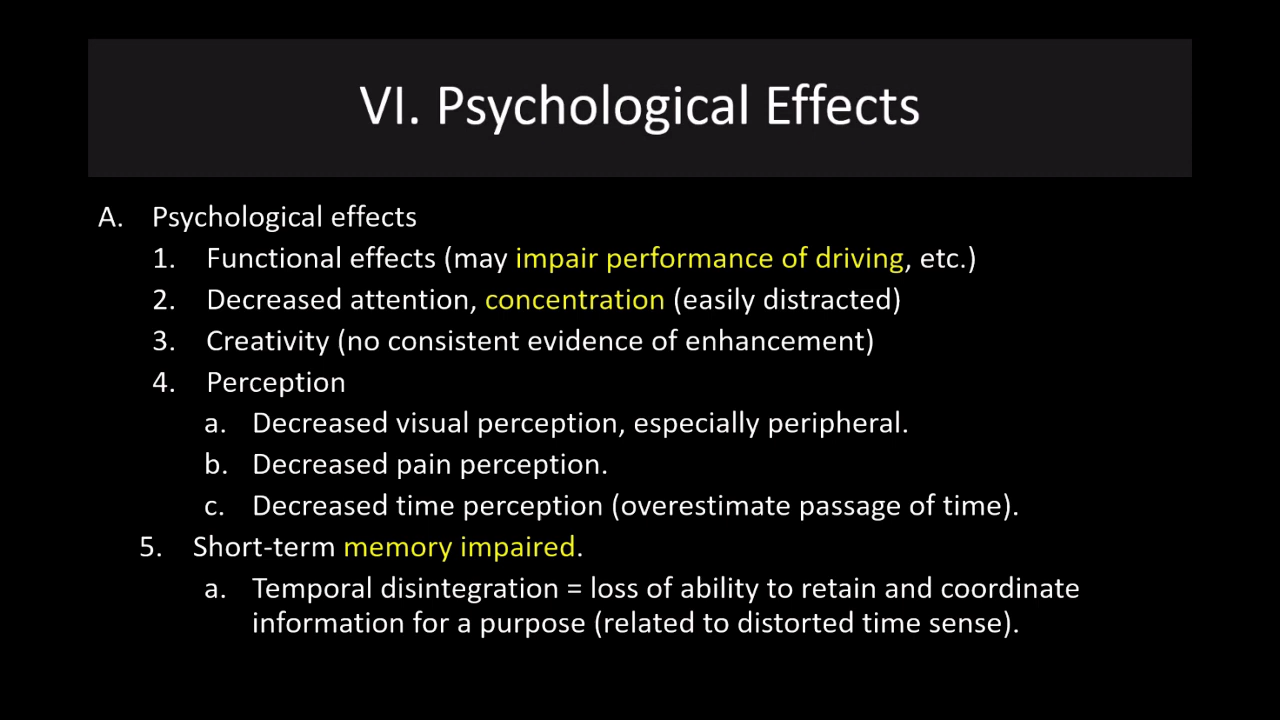 VI. Psychological Effects
A. Psychological effects
1. Functional effects (may impair performance of driving, etc.)
2. Decreased attention, concentration (easily distracted)
3. Creativity (no consistent evidence of enhancement)
4. Perception
a. Decreased visual perception, especially peripheral.
b. Decreased pain perception.
c. Decreased time perception (overestimate passage of time).
5. Short-term memory impaired.
a. Temporal disintegration = loss of ability to retain and coordinate
information for a purpose (related to distorted time sense).